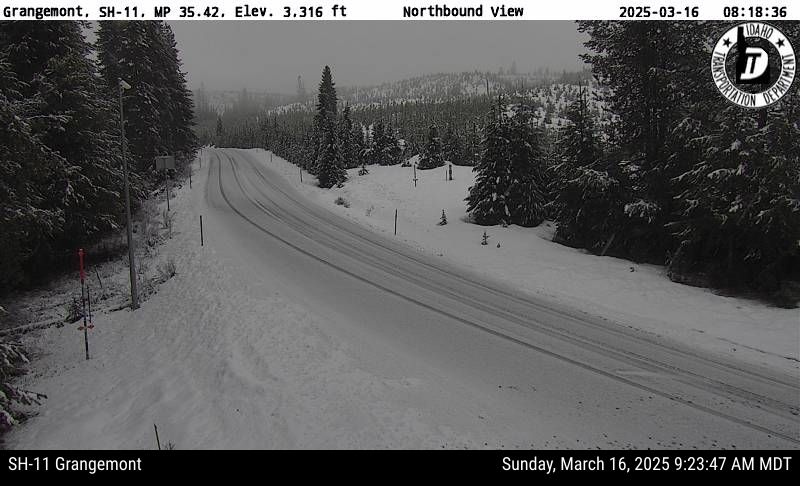 Grangemont, SH-11, MP 35.42, Elev. 3,316 ft Northbound View 2025-03-16 08:18:36
IDAHO
TRANSPORTATION DEPARTMENT
SH-11 Grangemont Sunday, March 16, 2025 9:23:47 AM MDT